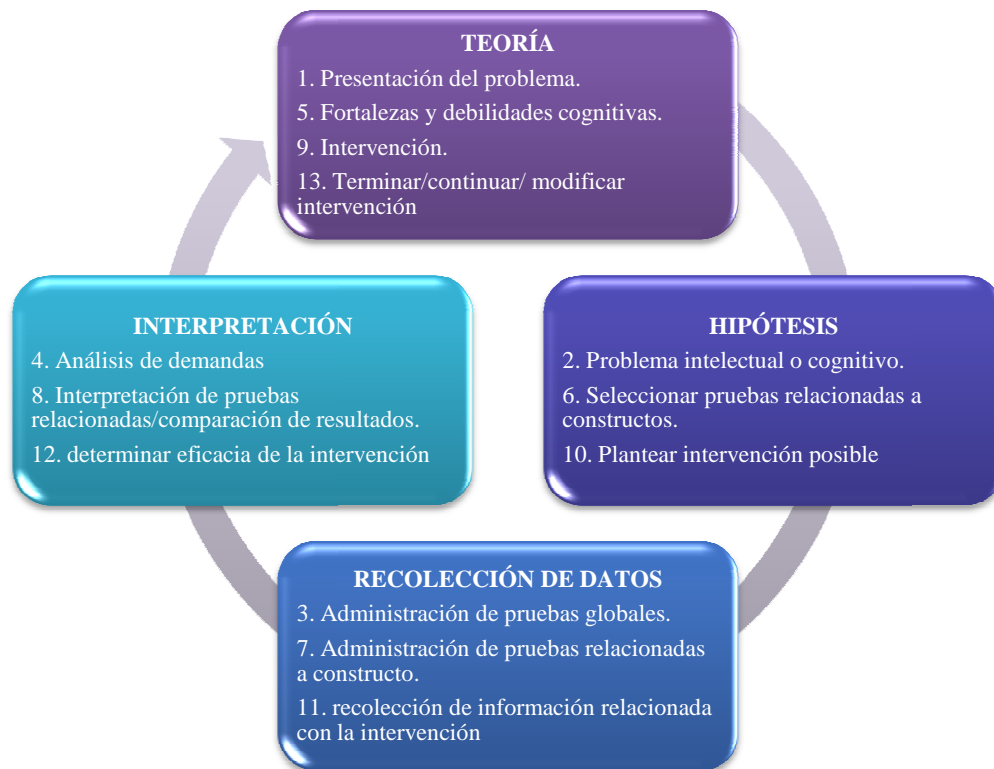 TEORÍA
1. Presentación del problema.
5. Fortalezas y debilidades cognitivas.
9. Intervención.
13. Terminar/continuar/ modificar
intervención
INTERPRETACIÓN
4. Análisis de demandas
8. Interpretación de pruebas
relacionadas/comparación de resultados.
12. determinar eficacia de la intervención
HIPÓTESIS
2. Problema intelectual o cognitivo.
6. Seleccionar pruebas relacionadas a
constructos.
10. Plantear intervención posible
RECOLECCIÓN DE DATOS
3. Administración de pruebas globales.
7. Administración de pruebas relacionadas
a constructo.
11. recolección de información relacionada
con la intervención